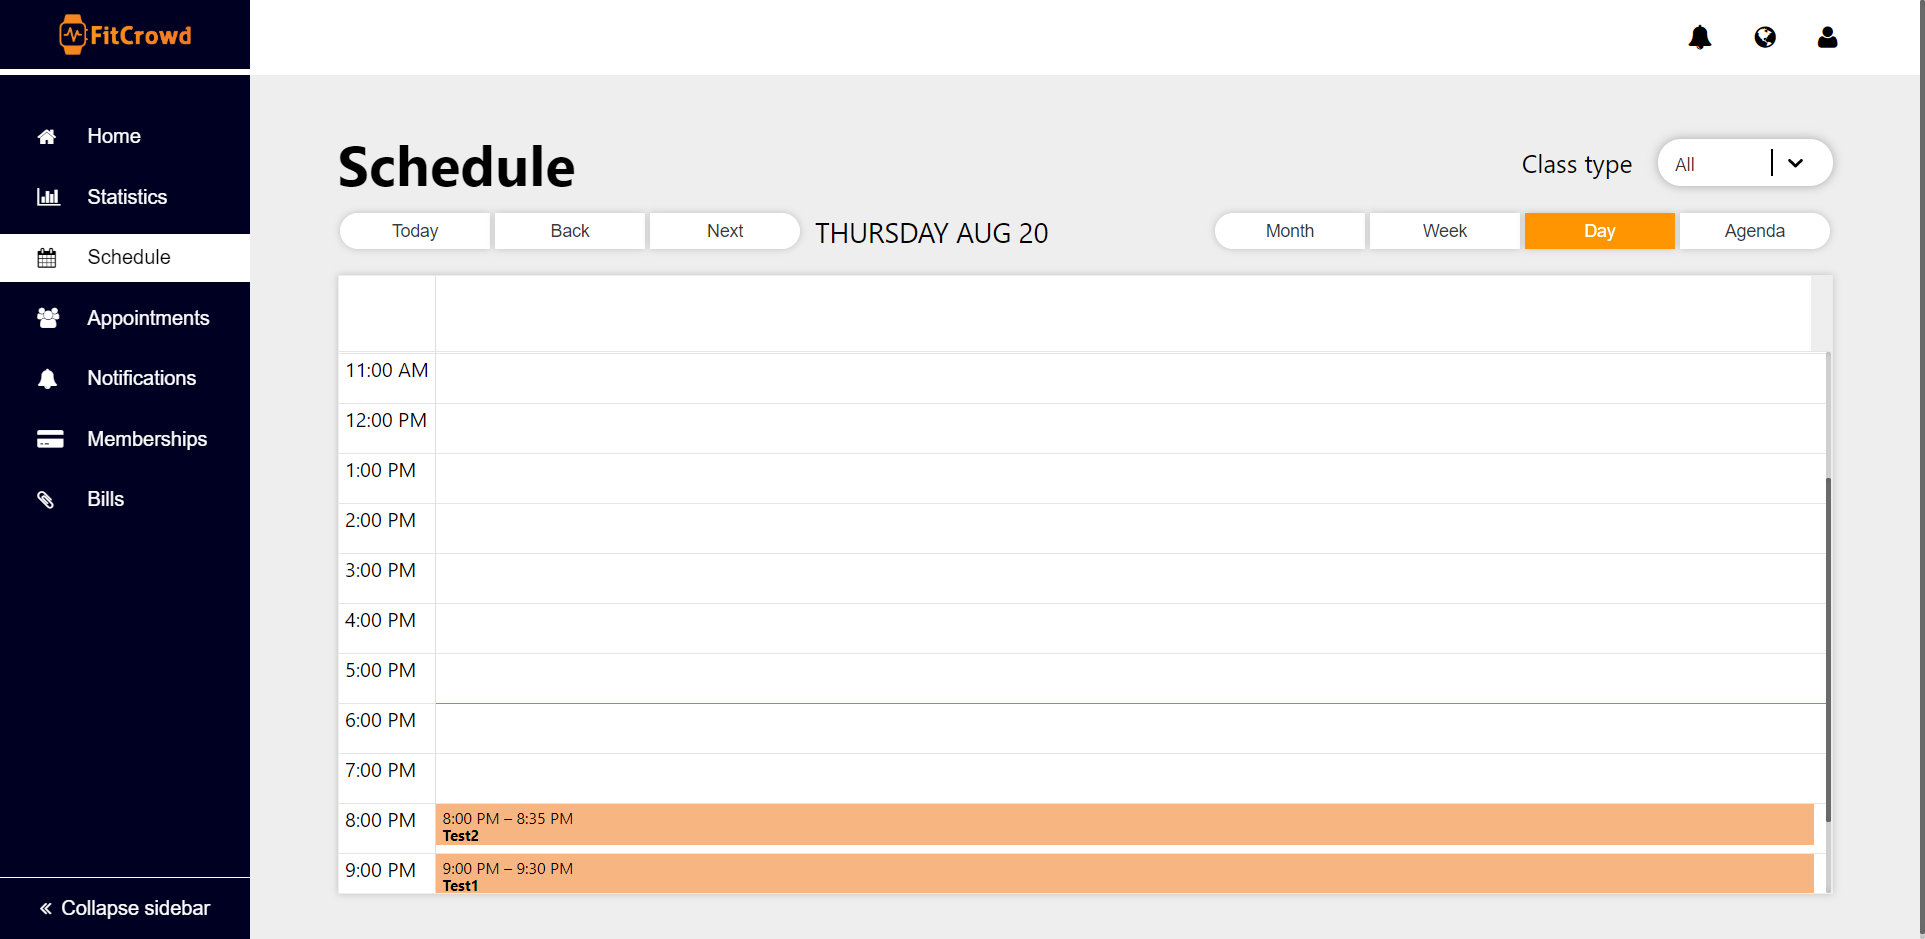 FitCrowd
Home
Statistics
Schedule
Appointments
Notifications
Memberships
Bills
Collapse sidebar
Schedule
Class type
All
Today
Back
Next
THURSDAY AUG 20
Month
Week
Day
Agenda
11:00 AM
12:00 PM
1:00 PM
2:00 PM
3:00 PM
4:00 PM
5:00 PM
6:00 PM
7:00 PM
8:00 PM
8:00 PM – 8:35 PM
Test2
9:00 PM
9:00 PM – 9:30 PM
Test1